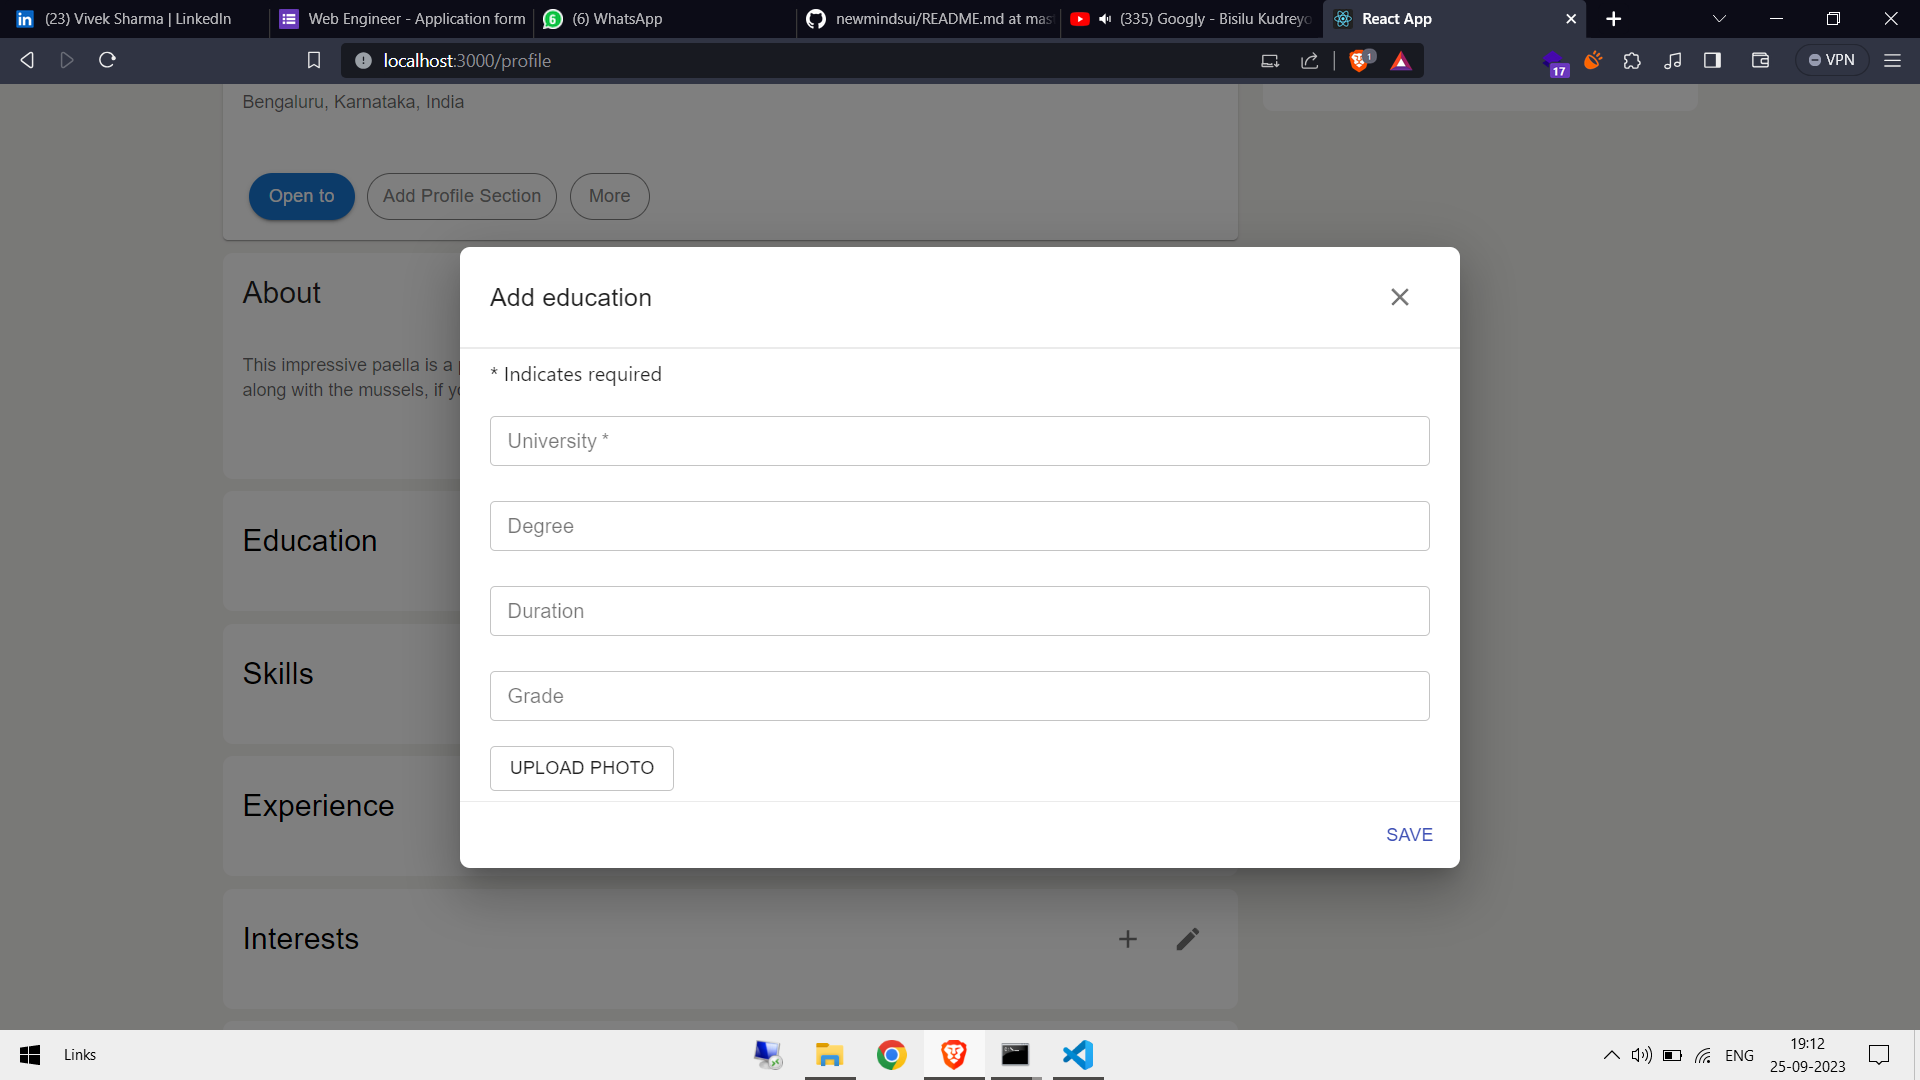 (23) Vivek Sharma | LinkedIn
Web Engineer - Application form
(6) WhatsApp
newmindsui/README.md at mas
(335) Googly - Bisilu Kudreyo
React App
localhost:3000/profile
1
17
VPN
Bengaluru, Karnataka, India
Open to
Add Profile Section
More
About
This impressive paella is a
along with the mussels, if yo
Education
Skills
Experience
Interests
Add education
* Indicates required
University *
Degree
Duration
Grade
UPLOAD PHOTO
SAVE
Links
ENG
19:12
25-09-2023